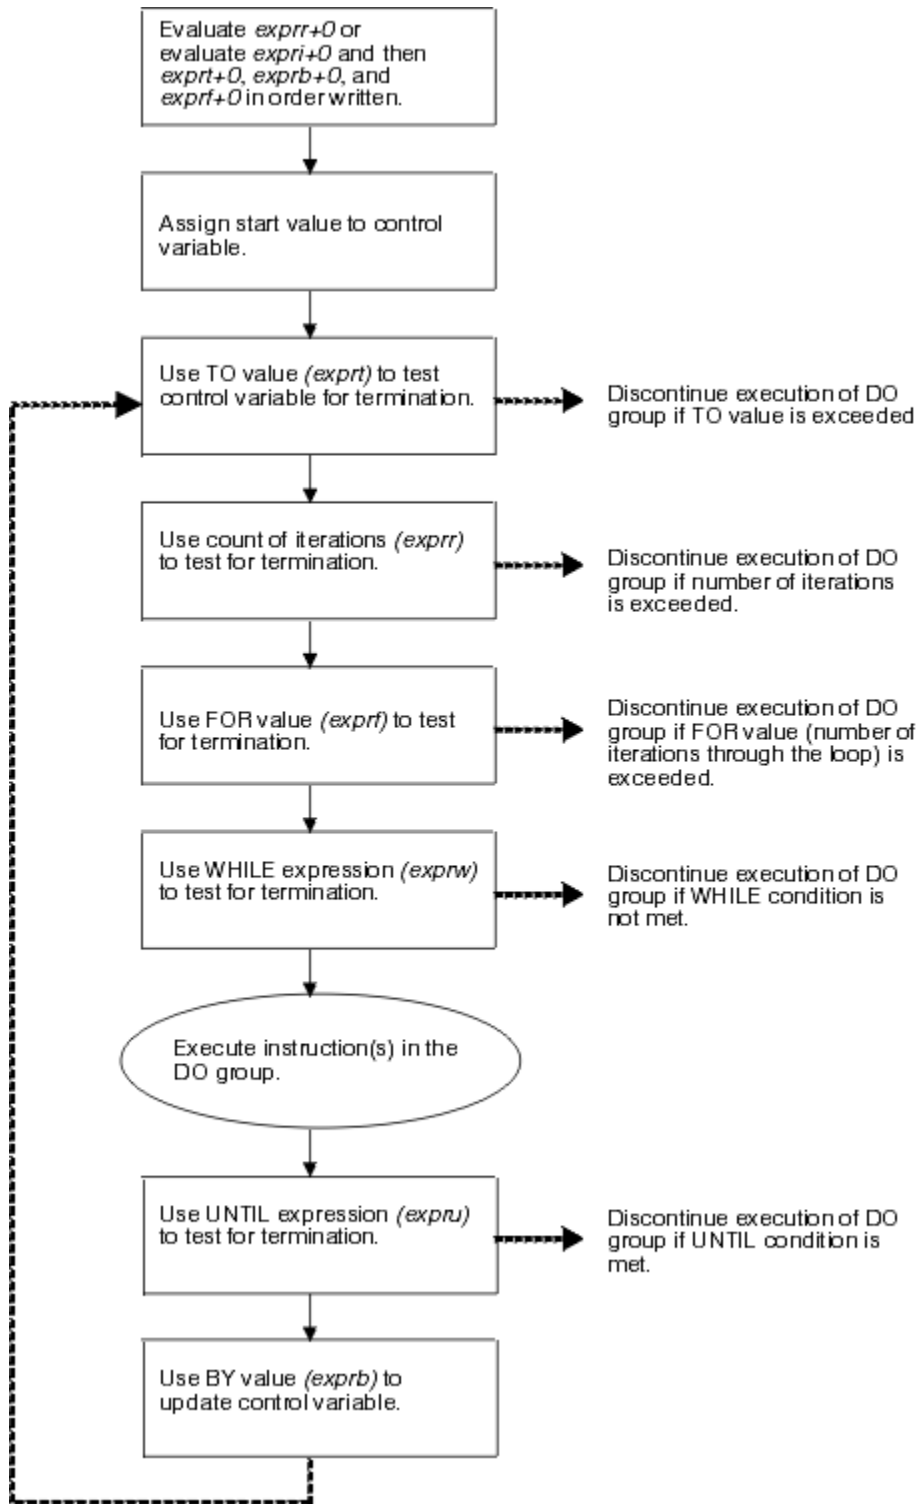 Evaluate exprr+0 or
evaluate expri+0 and then
exprt+0, exprb+0, and
exprf+0 in order written.
Assign start value to control
variable.
Use TO value (exprt) to test
control variable for termination.
Discontinue execution of DO
group if TO value is exceeded
Use count of iterations (exprr)
to test for termination.
Discontinue execution of DO
group if number of iterations
is exceeded.
Use FOR value (exprf) to test
for termination.
Discontinue execution of DO
group if FOR value (number of
iterations through the loop) is
exceeded.
Use WHILE expression (exprw)
to test for termination.
Discontinue execution of DO
group if WHILE condition is
not met.
Execute instruction(s) in the
DO group.
Use UNTIL expression (expru)
to test for termination.
Discontinue execution of DO
group if UNTIL condition is
met.
Use BY value (exprb) to
update control variable.